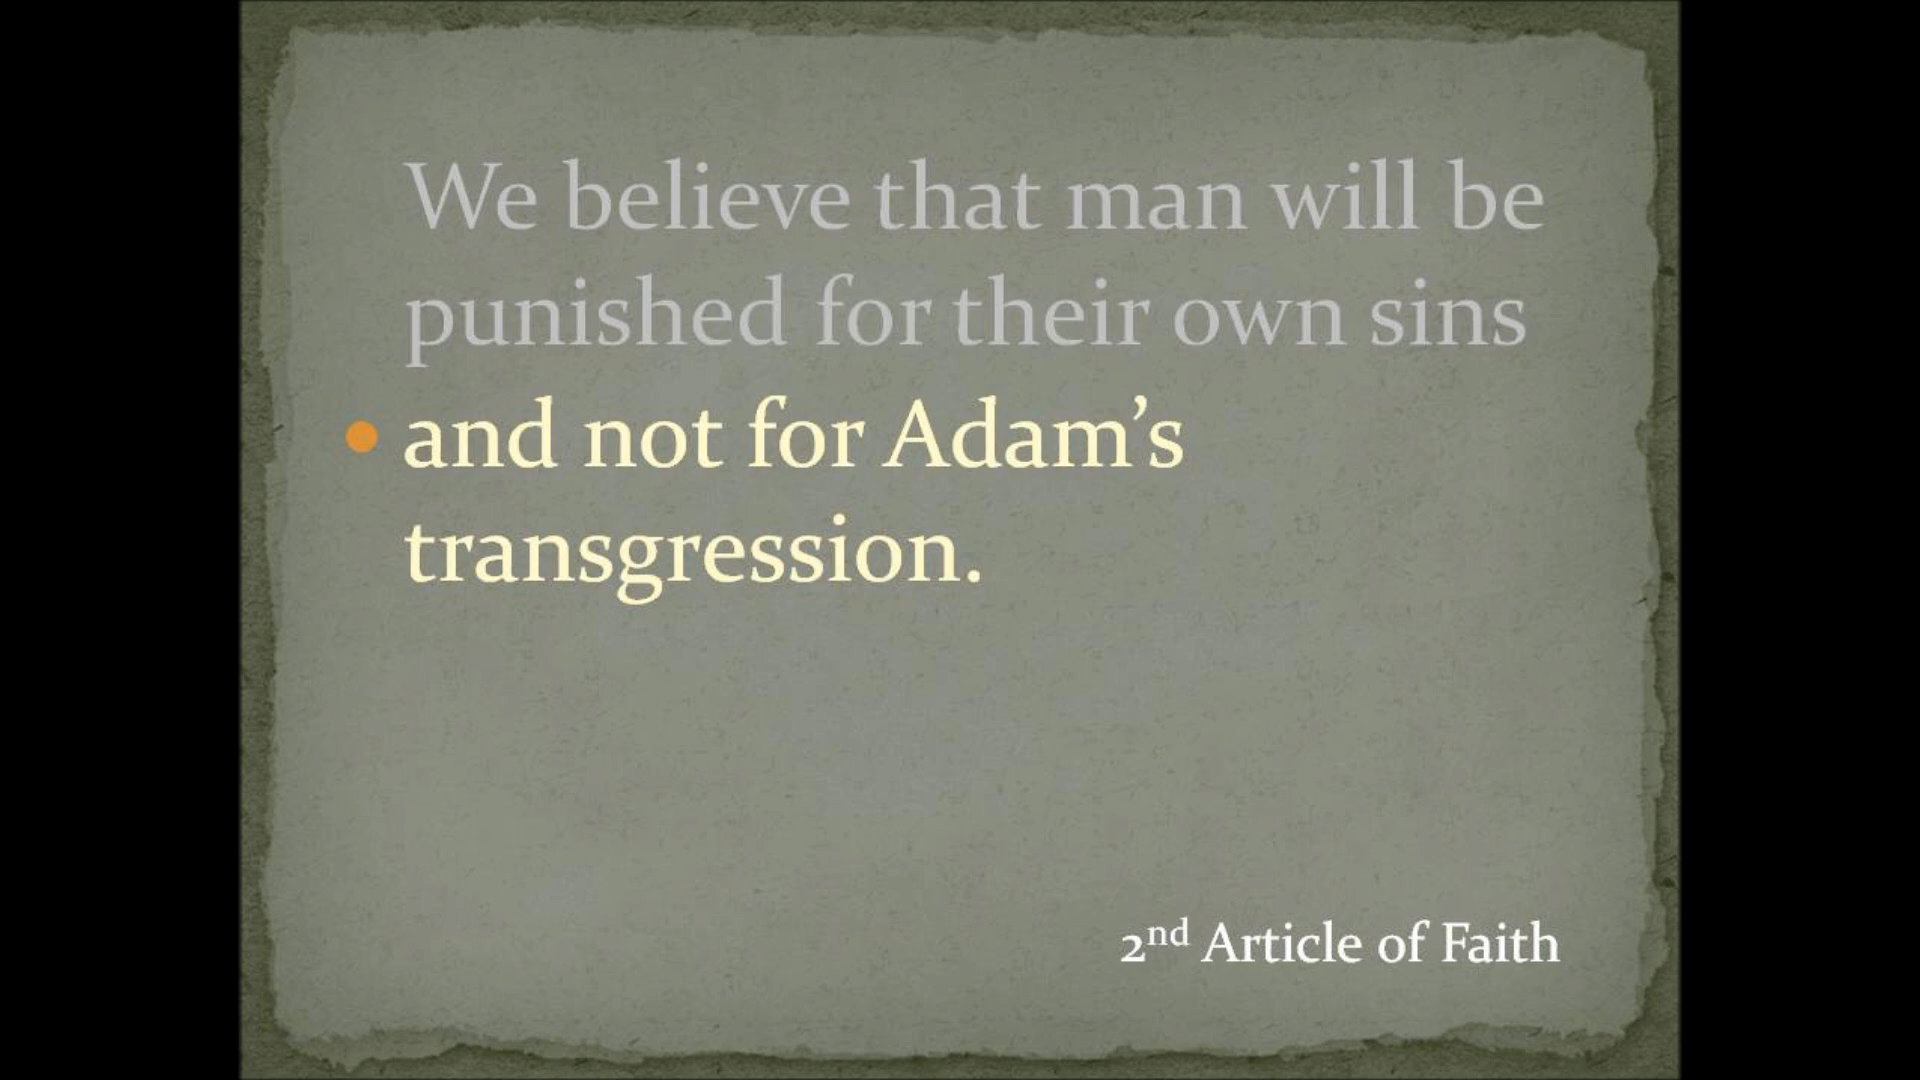 We believe that man will be
punished for their own sins
• and not for Adam’s
transgression.
2nd Article of Faith